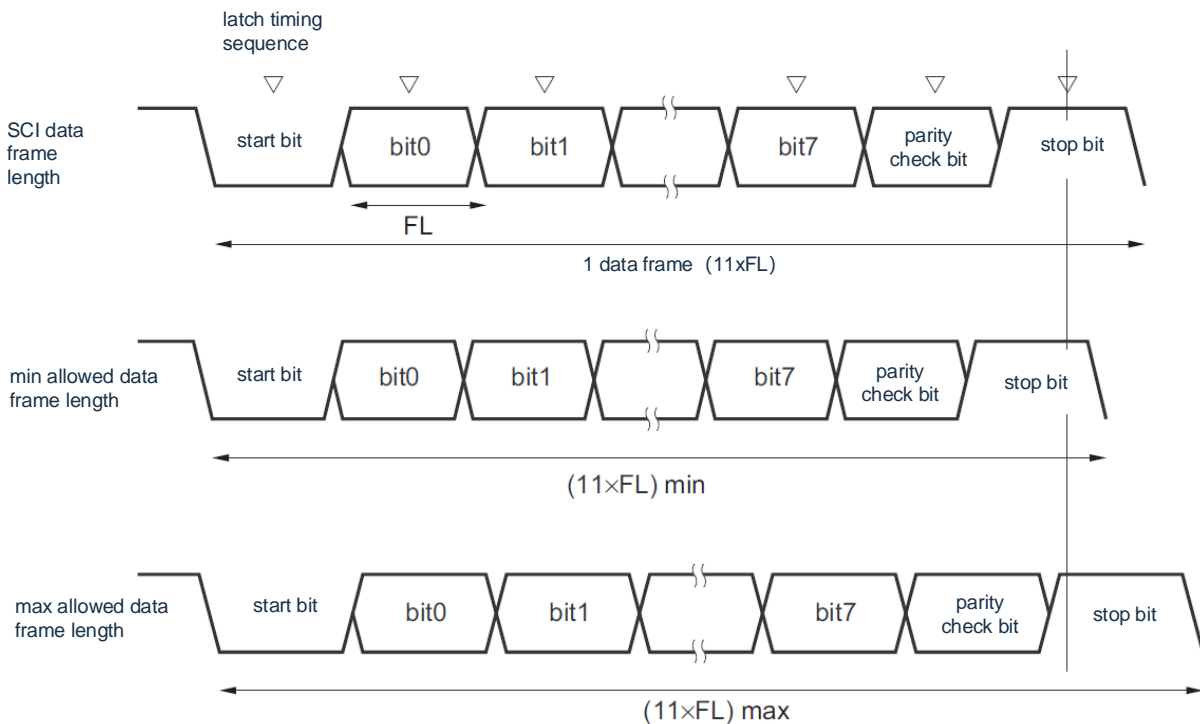 latch timing
sequence
SCI data
frame
length
start bit
bit0
bit1
bit7
parity
check bit
stop bit
FL
1 data frame (11xFL)
min allowed data
frame length
start bit
bit0
bit1
bit7
parity
check bit
stop bit
(11×FL) min
max allowed data
frame length
start bit
bit0
bit1
bit7
parity
check bit
stop bit
(11×FL) max